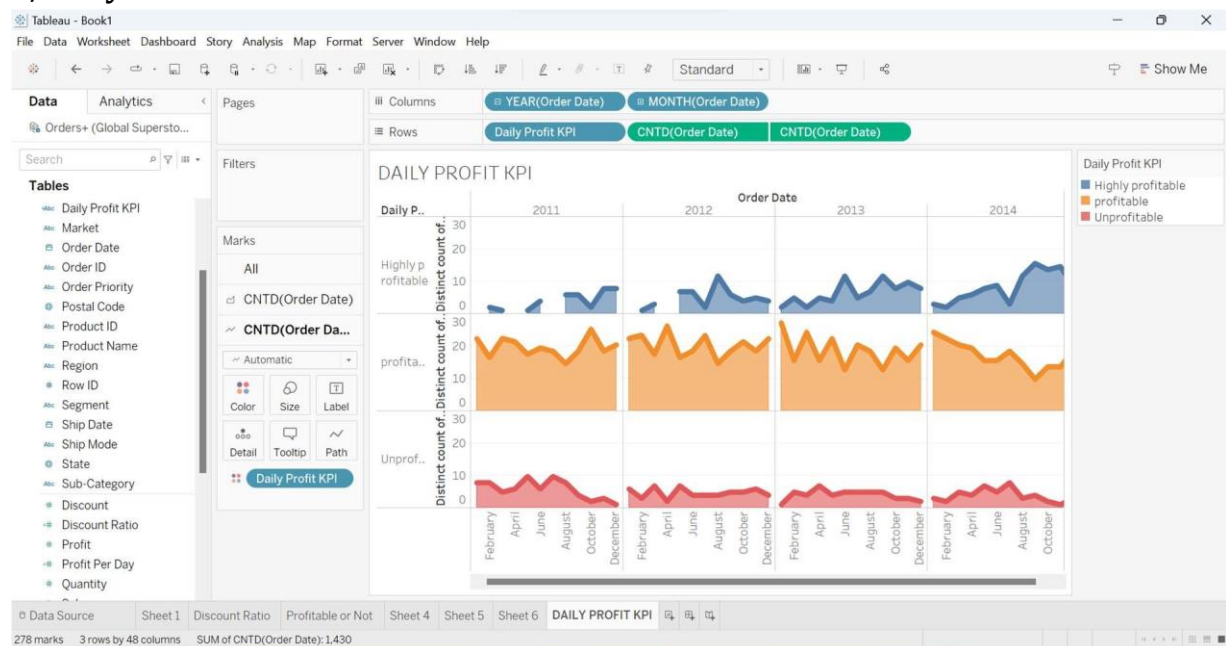 Tableau - Book1
File Data Worksheet Dashboard Story Analysis Map Format Server Window Help
Standard
Show Me
Data Analytics
Orders+ (Global Supersto...
Search
Tables
Daily Profit KPI
Market
Order Date
Order ID
Order Priority
Postal Code
Product ID
Product Name
Region
Row ID
Segment
Ship Date
Ship Mode
State
Sub-Category
Discount
Discount Ratio
Profit
Profit Per Day
Quantity
Pages
Filters
Marks
All
CNTD(Order Date)
CNTD(Order Da...
Automatic
Color Size Label
Detail Tooltip Path
Daily Profit KPI
Columns YEAR(Order Date) MONTH(Order Date)
Rows Daily Profit KPI CNTD(Order Date) CNTD(Order Date)
DAILY PROFIT KPI
Order Date
Daily P.. 2011 2012 2013 2014
Highly p
rofitable
Distinct count of..
30
20
10
0
profita..
Distinct count of..
30
20
10
0
Unprof..
Distinct count of..
30
20
10
0
February April June August October December February April June August October December February April June August October December February April June August October
Daily Profit KPI
Highly profitable
profitable
Unprofitable
Data Source Sheet 1 Discount Ratio Profitable or Not Sheet 4 Sheet 5 Sheet 6 DAILY PROFIT KPI
278 marks 3 rows by 48 columns SUM of CNTD(Order Date): 1,430